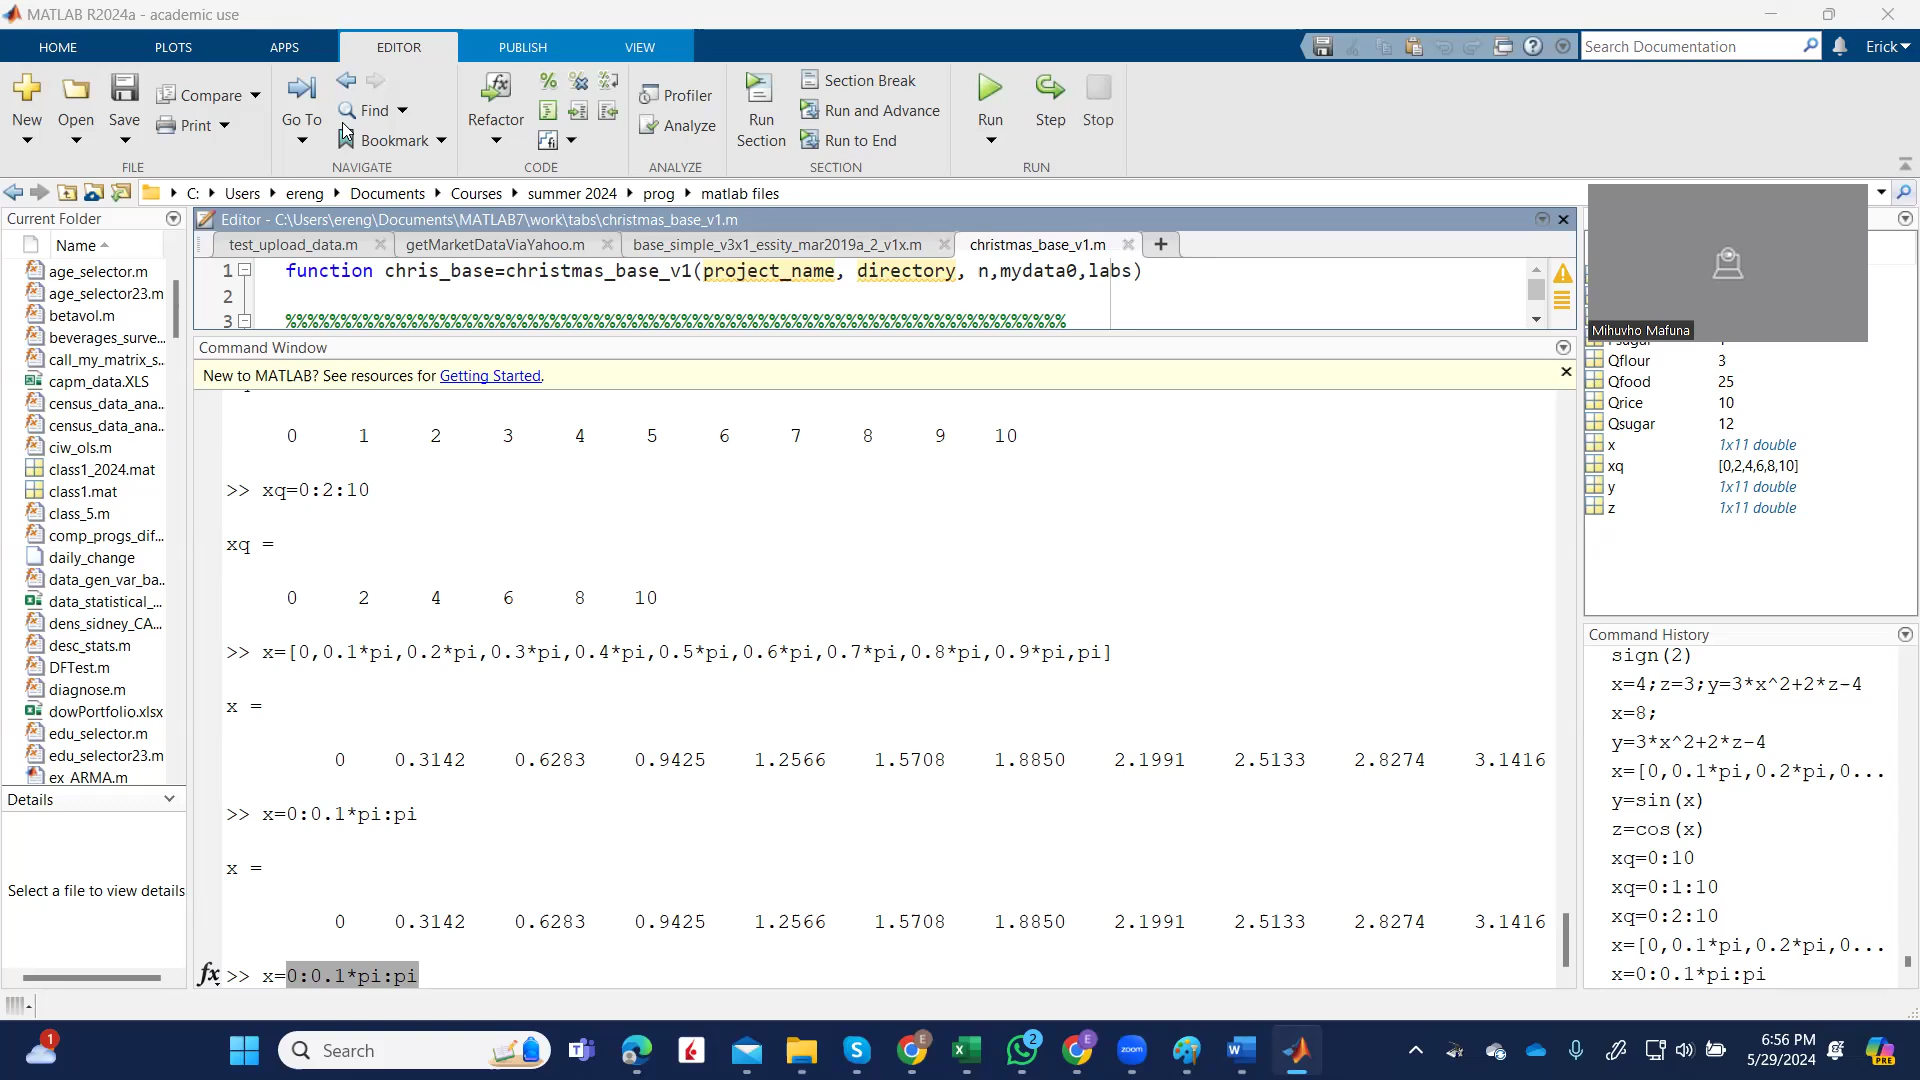 MATLAB R2024a - academic use
HOME PLOTS APPS EDITOR PUBLISH VIEW
Search Documentation
Erick
New Open Save Compare Print
FILE
Go To Find Bookmark
NAVIGATE
Refactor
CODE
Profiler
Analyze
ANALYZE
Run Section
Section Break
Run and Advance
Run to End
SECTION
Run Step Stop
RUN
C: Users ereng Documents Courses summer 2024 prog matlab files
Current Folder
Name
age_selector.m
age_selector23.m
betavol.m
beverages_surve...
call_my_matrix_s...
capm_data.XLS
census_data_ana...
census_data_ana...
ciw_ols.m
class1_2024.mat
class1.mat
class_5.m
comp_progs_dif...
daily_change
data_gen_var_ba...
data_statistical_...
dens_sidney_CA...
desc_stats.m
DFTest.m
diagnose.m
dowPortfolio.xlsx
edu_selector.m
edu_selector23.m
ex_ARMA.m
Details
Select a file to view details
Editor - C:\Users\ereng\Documents\MATLAB7\work\tabs\christmas_base_v1.m
test_upload_data.m getMarketDataViaYahoo.m base_simple_v3x1_essity_mar2019a_2_v1x.m christmas_base_v1.m
1 function chris_base=christmas_base_v1(project_name, directory, n,mydata0,labs)
2
3 %%%%%%%%%%%%%%%%%%%%%%%%%%%%%%%%%%%%%%%%%%%%%%%%%%%%%%%%%%%%%%%%%%%%%%%
Command Window
New to MATLAB? See resources for Getting Started.
0 1 2 3 4 5 6 7 8 9 10
>> xq=0:2:10
xq =
0 2 4 6 8 10
>> x=[0,0.1*pi,0.2*pi,0.3*pi,0.4*pi,0.5*pi,0.6*pi,0.7*pi,0.8*pi,0.9*pi,pi]
x =
0 0.3142 0.6283 0.9425 1.2566 1.5708 1.8850 2.1991 2.5133 2.8274 3.1416
>> x=0:0.1*pi:pi
x =
0 0.3142 0.6283 0.9425 1.2566 1.5708 1.8850 2.1991 2.5133 2.8274 3.1416
fx >> x=0:0.1*pi:pi
Mihuvho Mafuna
Qflour 3
Qfood 25
Qrice 10
Qsugar 12
x 1x11 double
xq [0,2,4,6,8,10]
y 1x11 double
z 1x11 double
Command History
sign(2)
x=4;z=3;y=3*x^2+2*z-4
x=8;
y=3*x^2+2*z-4
x=[0,0.1*pi,0.2*pi,0...
y=sin(x)
z=cos(x)
xq=0:10
xq=0:1:10
xq=0:2:10
x=[0,0.1*pi,0.2*pi,0...
x=0:0.1*pi:pi
1
Search
2
zoom
6:56 PM
5/29/2024
PRE